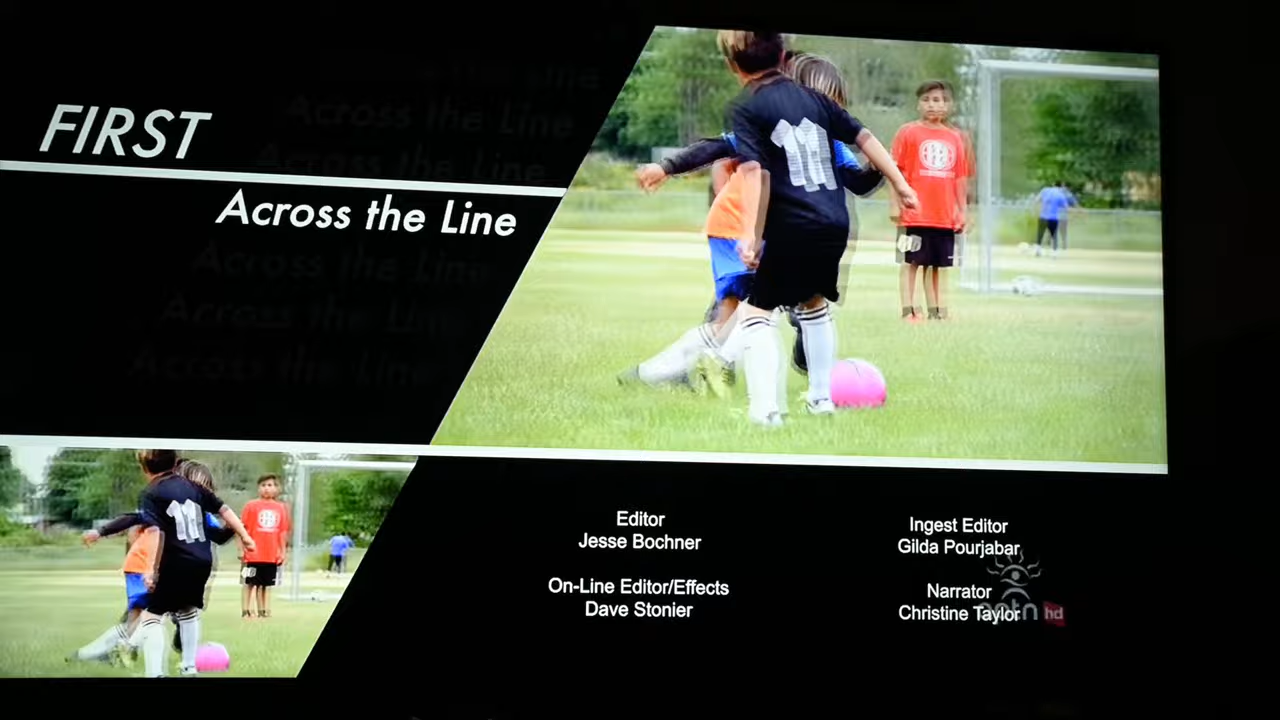 FIRST
Across the Line
11
11
Editor
Jesse Bochner
On-Line Editor/Effects
Dave Stonier
Ingest Editor
Gilda Pourjabar
Narrator
Christine Taylor
aptn hd